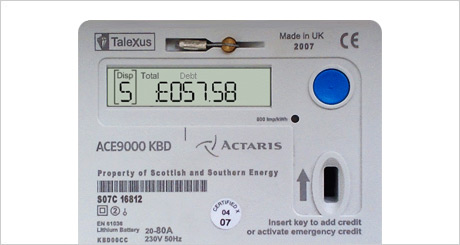 TaleXus
Made in UK
2007
CE
Disp Total Debt
[S] £057.58
800 imp/kWh
ACE9000 KBD ACTARIS
Property of Scottish and Southern Energy
S07C 16812
CERTIFIED
04
07
EN 61036
Lithium Battery 20-80A
KBB08CC 230V 50Hz
Insert key to add credit
or activate emergency credit